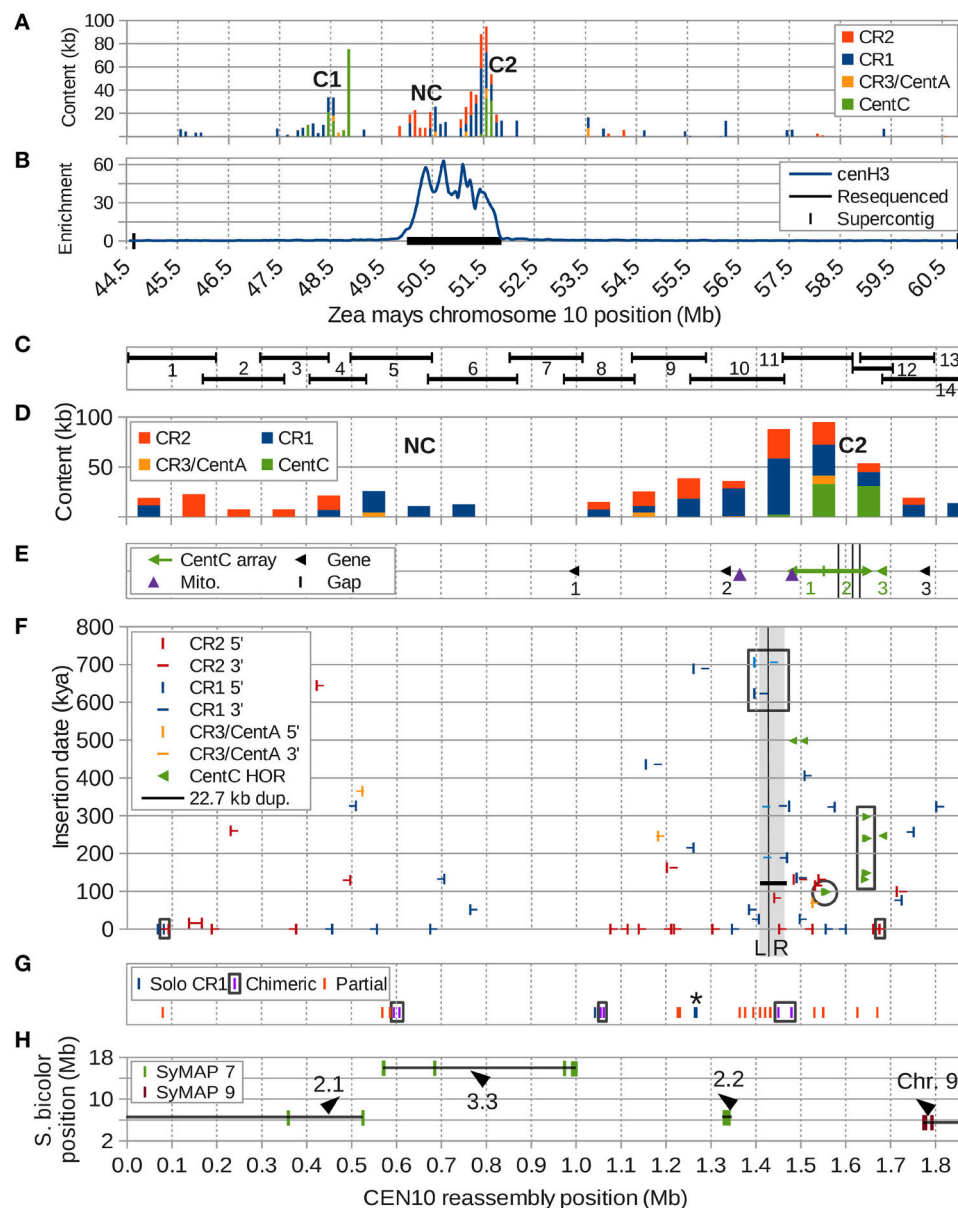 A
Content (kb)
100
80
60
40
20
C1
NC
C2
CR2
CR1
CR3/CentA
CentC
B
Enrichment
60
30
0
cenH3
Resequenced
Supercontig
44.5
45.5
46.5
47.5
48.5
49.5
50.5
51.5
52.5
53.5
54.5
55.5
56.5
57.5
58.5
59.5
60.5
Zea mays chromosome 10 position (Mb)
C
1 2 3 4 5 6 7 8 9 10 11 12 13 14
D
Content (kb)
100
50
CR2 CR1
CR3/CentA CentC
NC
C2
E
CentC array Gene
Mito. Gap
1 2 1 2 3 3
F
Insertion date (kya)
800
700
600
500
400
300
200
100
0
CR2 5'
CR2 3'
CR1 5'
CR1 3'
CR3/CentA 5'
CR3/CentA 3'
CentC HOR
22.7 kb dup.
L R
G
Solo CR1 Chimeric Partial
*
H
S. bicolor
position (Mb)
18
10
2
SyMAP 7
SyMAP 9
2.1
3.3
2.2
Chr. 9
0.0 0.1 0.2 0.3 0.4 0.5 0.6 0.7 0.8 0.9 1.0 1.1 1.2 1.3 1.4 1.5 1.6 1.7 1.8
CEN10 reassembly position (Mb)